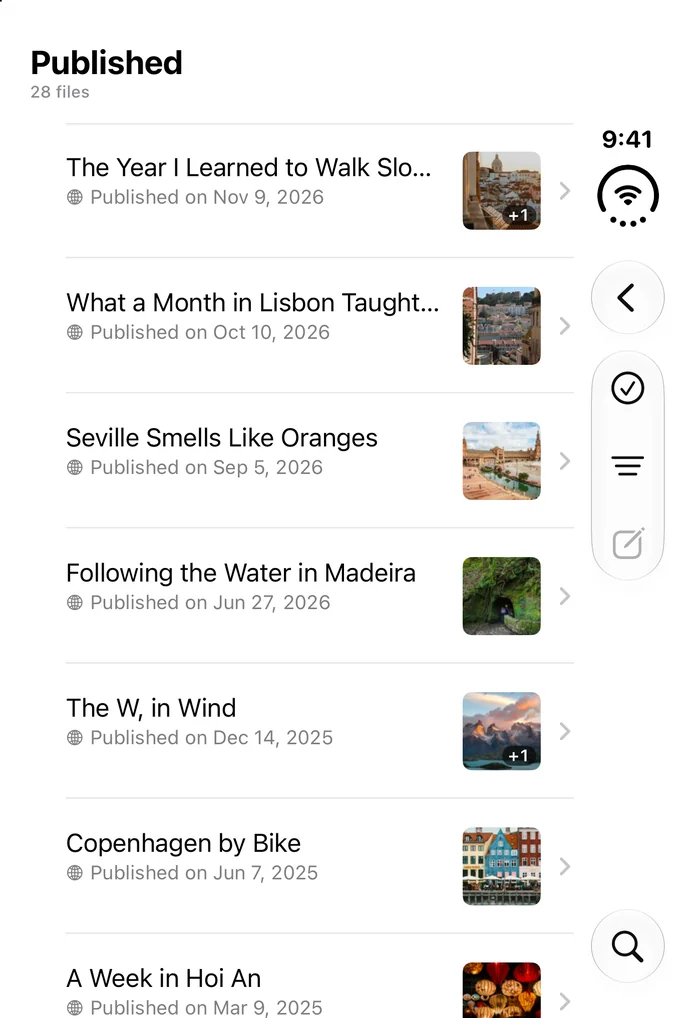 Published
28 files
9:41
The Year I Learned to Walk Slo...
Published on Nov 9, 2026
+1
What a Month in Lisbon Taught...
Published on Oct 10, 2026
Seville Smells Like Oranges
Published on Sep 5, 2026
Following the Water in Madeira
Published on Jun 27, 2026
The W, in Wind
Published on Dec 14, 2025
+1
Copenhagen by Bike
Published on Jun 7, 2025
A Week in Hoi An
Published on Mar 9, 2025